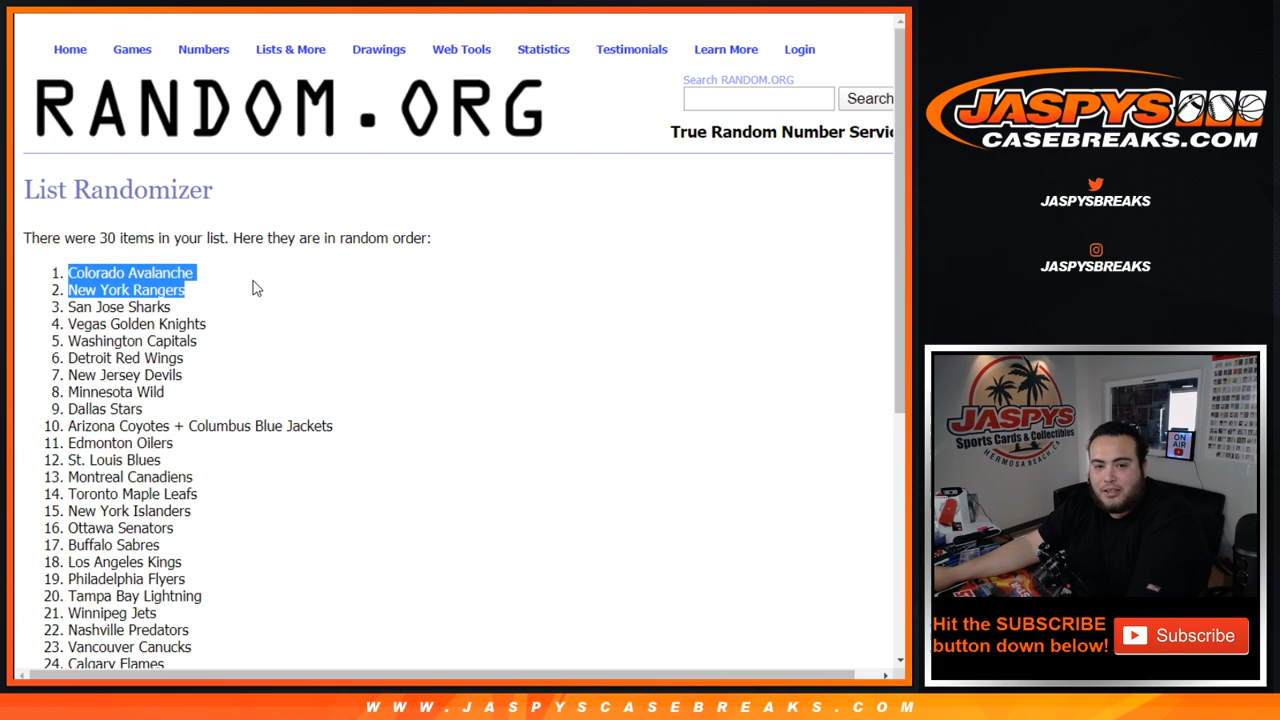 Home Games Numbers Lists & More Drawings Web Tools Statistics Testimonials Learn More Login
RANDOM.ORG
Search RANDOM.ORG
Search
True Random Number Servic
List Randomizer
There were 30 items in your list. Here they are in random order:
1. Colorado Avalanche
2. New York Rangers
3. San Jose Sharks
4. Vegas Golden Knights
5. Washington Capitals
6. Detroit Red Wings
7. New Jersey Devils
8. Minnesota Wild
9. Dallas Stars
10. Arizona Coyotes + Columbus Blue Jackets
11. Edmonton Oilers
12. St. Louis Blues
13. Montreal Canadiens
14. Toronto Maple Leafs
15. New York Islanders
16. Ottawa Senators
17. Buffalo Sabres
18. Los Angeles Kings
19. Philadelphia Flyers
20. Tampa Bay Lightning
21. Winnipeg Jets
22. Nashville Predators
23. Vancouver Canucks
24. Calgary Flames
JASPYS
CASEBREAKS.COM
JASPYSBREAKS
JASPYSBREAKS
JASPYS
Sports Cards & Collectibles
HERMOSA BEACH CA
ON
AIR
Hit the SUBSCRIBE
button down below!
Subscribe
WWW.JASPYSCASEBREAKS.COM